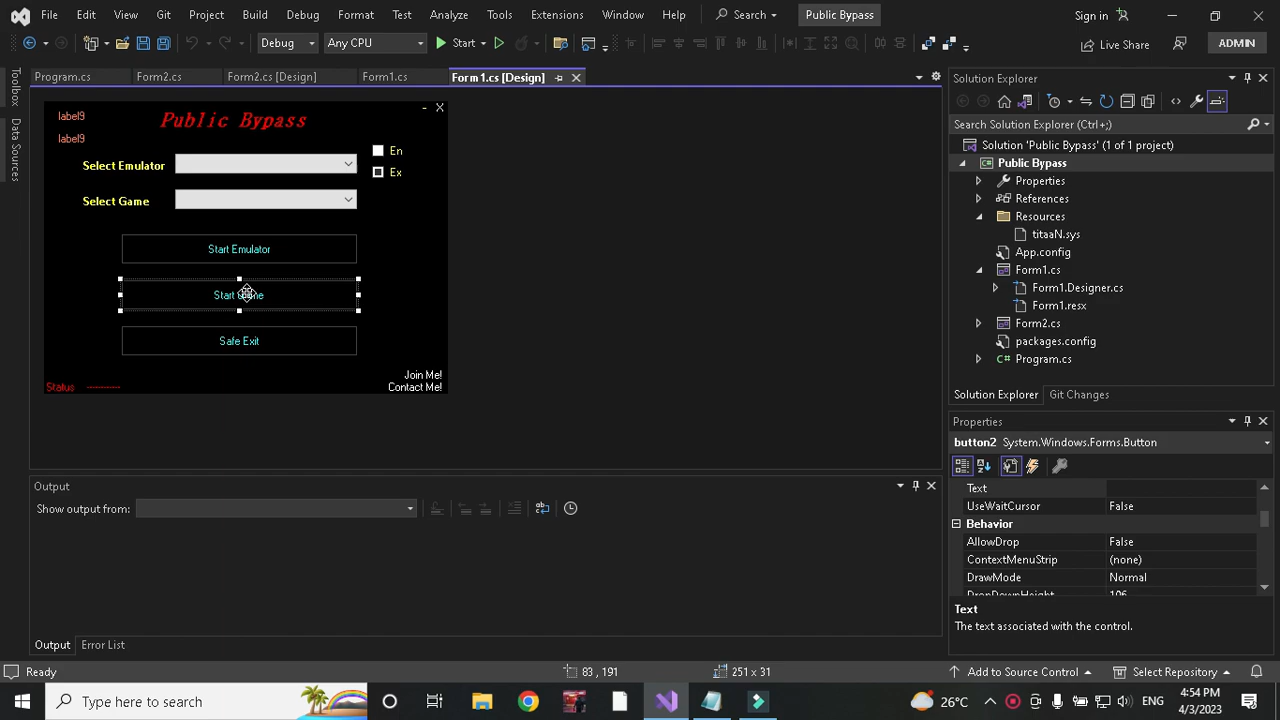 File Edit View Git Project Build Debug Format Test Analyze Tools Extensions Window Help Search Public Bypass Sign in
Debug Any CPU Start Live Share ADMIN
Program.cs Form2.cs Form2.cs [Design] Form1.cs Form1.cs [Design]
Toolbox
Data Sources
label9
Public Bypass
- X
label9
Select Emulator
En
Ex
Select Game
Start Emulator
Start
Safe Exit
Join Me!
Status ----------- Contact Me!
Solution Explorer
Search Solution Explorer (Ctrl+;)
Solution 'Public Bypass' (1 of 1 project)
Public Bypass
Properties
References
Resources
titaaN.sys
App.config
Form1.cs
Form1.Designer.cs
Form1.resx
Form2.cs
packages.config
Program.cs
Solution Explorer Git Changes
Properties
button2 System.Windows.Forms.Button
Text
UseWaitCursor False
Behavior
AllowDrop False
ContextMenuStrip (none)
DrawMode Normal
DropDownHeight 106
Text
The text associated with the control.
Output
Show output from:
Output Error List
Ready 83 , 191 251 x 31 Add to Source Control Select Repository
Type here to search 26°C ENG 4:54 PM
4/3/2023